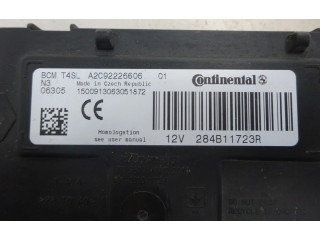 BCM T4SL A2C92226606 01
N3 Made in Czech Republic
06305 1500913063051872
Continental
CE
Homologation
see user manual
12V 284B11723R